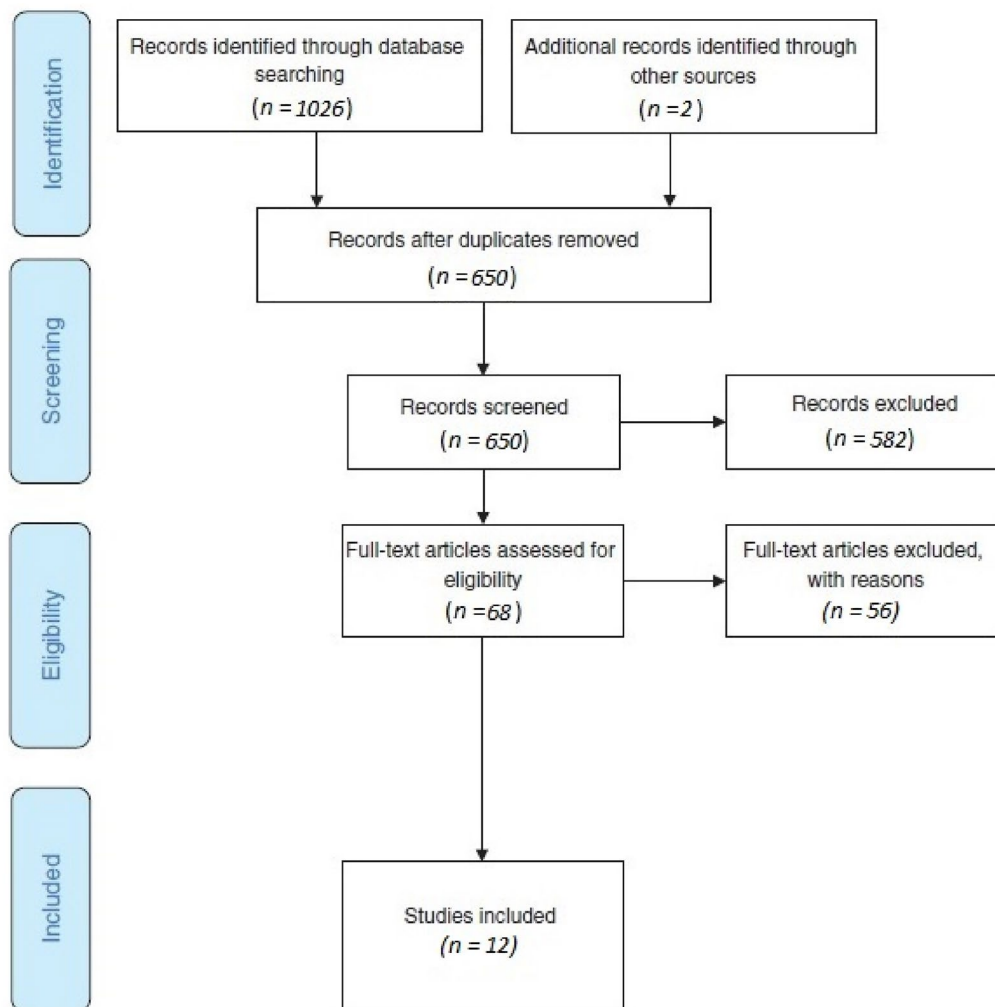 Identification
Records identified through database
searching
(n = 1026)
Additional records identified through
other sources
(n =2 )
Records after duplicates removed
(n = 650)
Screening
Records screened
(n = 650)
Records excluded
(n = 582)
Eligibility
Full-text articles assessed for
eligibility
(n =68 )
Full-text articles excluded,
with reasons
(n = 56)
Included
Studies included
(n = 12)